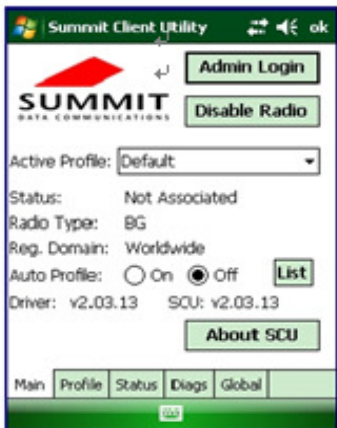 Summit Client Utility ok
Admin Login
SUMMIT
DATA COMMUNICATIONS
Disable Radio
Active Profile: Default
Status: Not Associated
Radio Type: BG
Reg. Domain: Worldwide
Auto Profile: On Off List
Driver: v2.03.13 SCU: v2.03.13
About SCU
Main Profile Status Diags Global